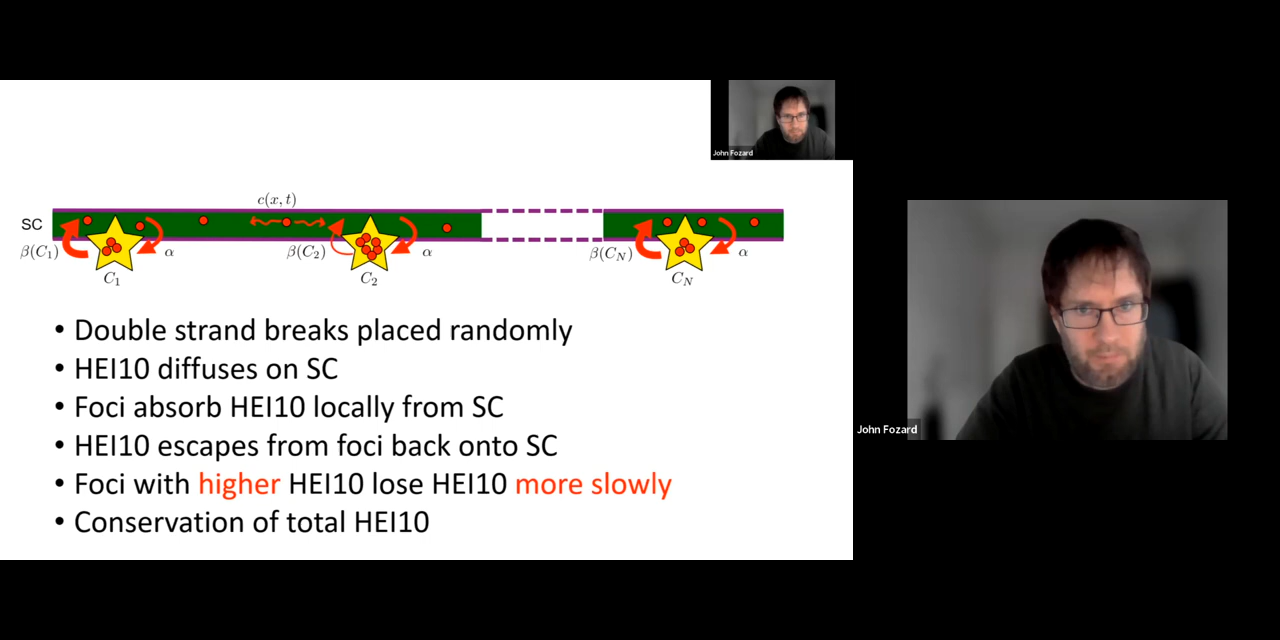 John Fozard
c(x, t)
SC
β(C₁) α β(C₂) α β(C_N) α
C₁ C₂ C_N
• Double strand breaks placed randomly
• HEI10 diffuses on SC
• Foci absorb HEI10 locally from SC
• HEI10 escapes from foci back onto SC
• Foci with higher HEI10 lose HEI10 more slowly
• Conservation of total HEI10
John Fozard